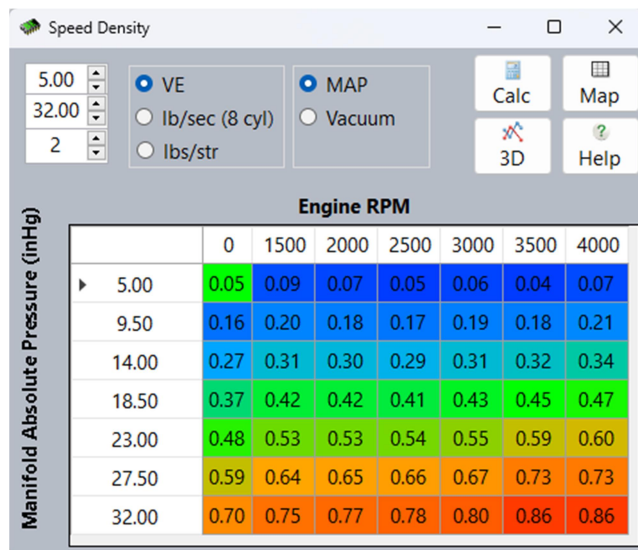 Speed Density
5.00
32.00
2
VE
lb/sec (8 cyl)
lbs/str
MAP
Vacuum
Calc
Map
3D
Help
Engine RPM
Manifold Absolute Pressure (inHg)
0 1500 2000 2500 3000 3500 4000
5.00 0.05 0.09 0.07 0.05 0.06 0.04 0.07
9.50 0.16 0.20 0.18 0.17 0.19 0.18 0.21
14.00 0.27 0.31 0.30 0.29 0.31 0.32 0.34
18.50 0.37 0.42 0.42 0.41 0.43 0.45 0.47
23.00 0.48 0.53 0.53 0.54 0.55 0.59 0.60
27.50 0.59 0.64 0.65 0.66 0.67 0.73 0.73
32.00 0.70 0.75 0.77 0.78 0.80 0.86 0.86